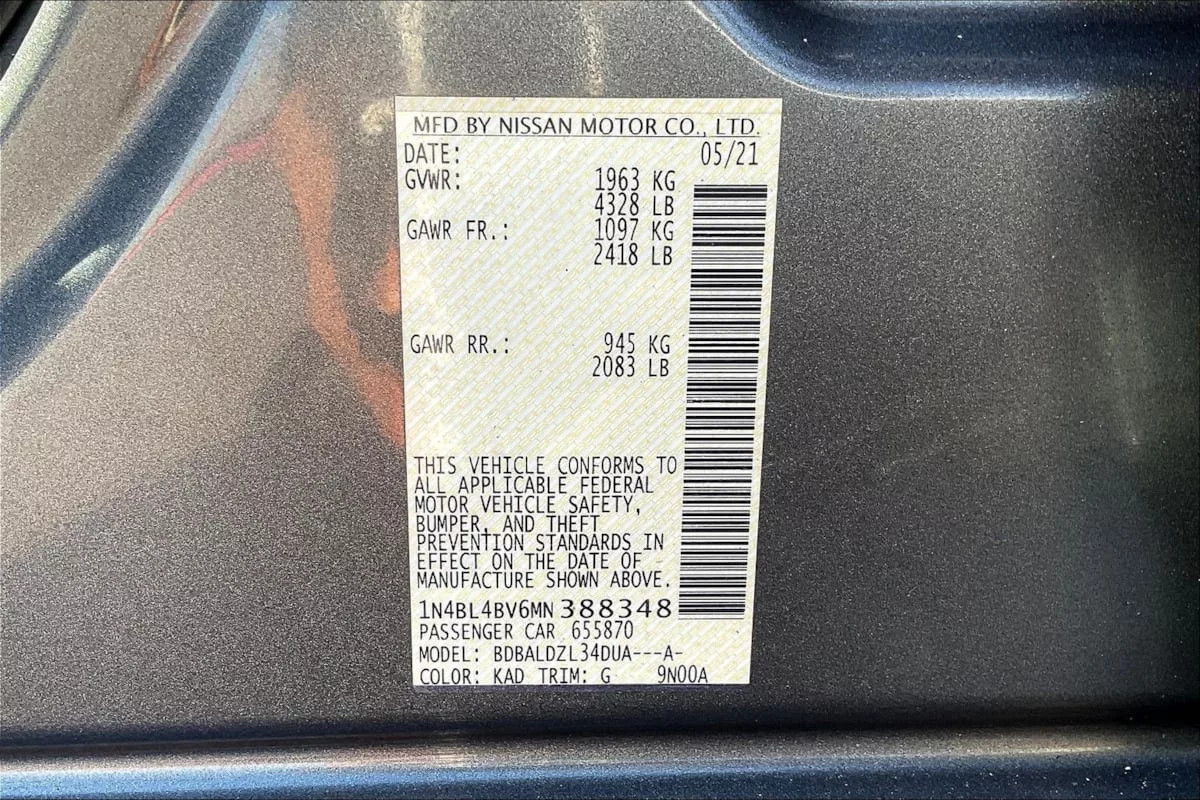 MFD BY NISSAN MOTOR CO., LTD.
DATE: 05/21
GVWR: 1963 KG
4328 LB
GAWR FR.: 1097 KG
2418 LB
GAWR RR.: 945 KG
2083 LB
THIS VEHICLE CONFORMS TO
ALL APPLICABLE FEDERAL
MOTOR VEHICLE SAFETY,
BUMPER, AND THEFT
PREVENTION STANDARDS IN
EFFECT ON THE DATE OF
MANUFACTURE SHOWN ABOVE.
1N4BL4BV6MN388348
PASSENGER CAR 655870
MODEL: BDBALDZL34DUA---A-
COLOR: KAD TRIM: G 9N00A